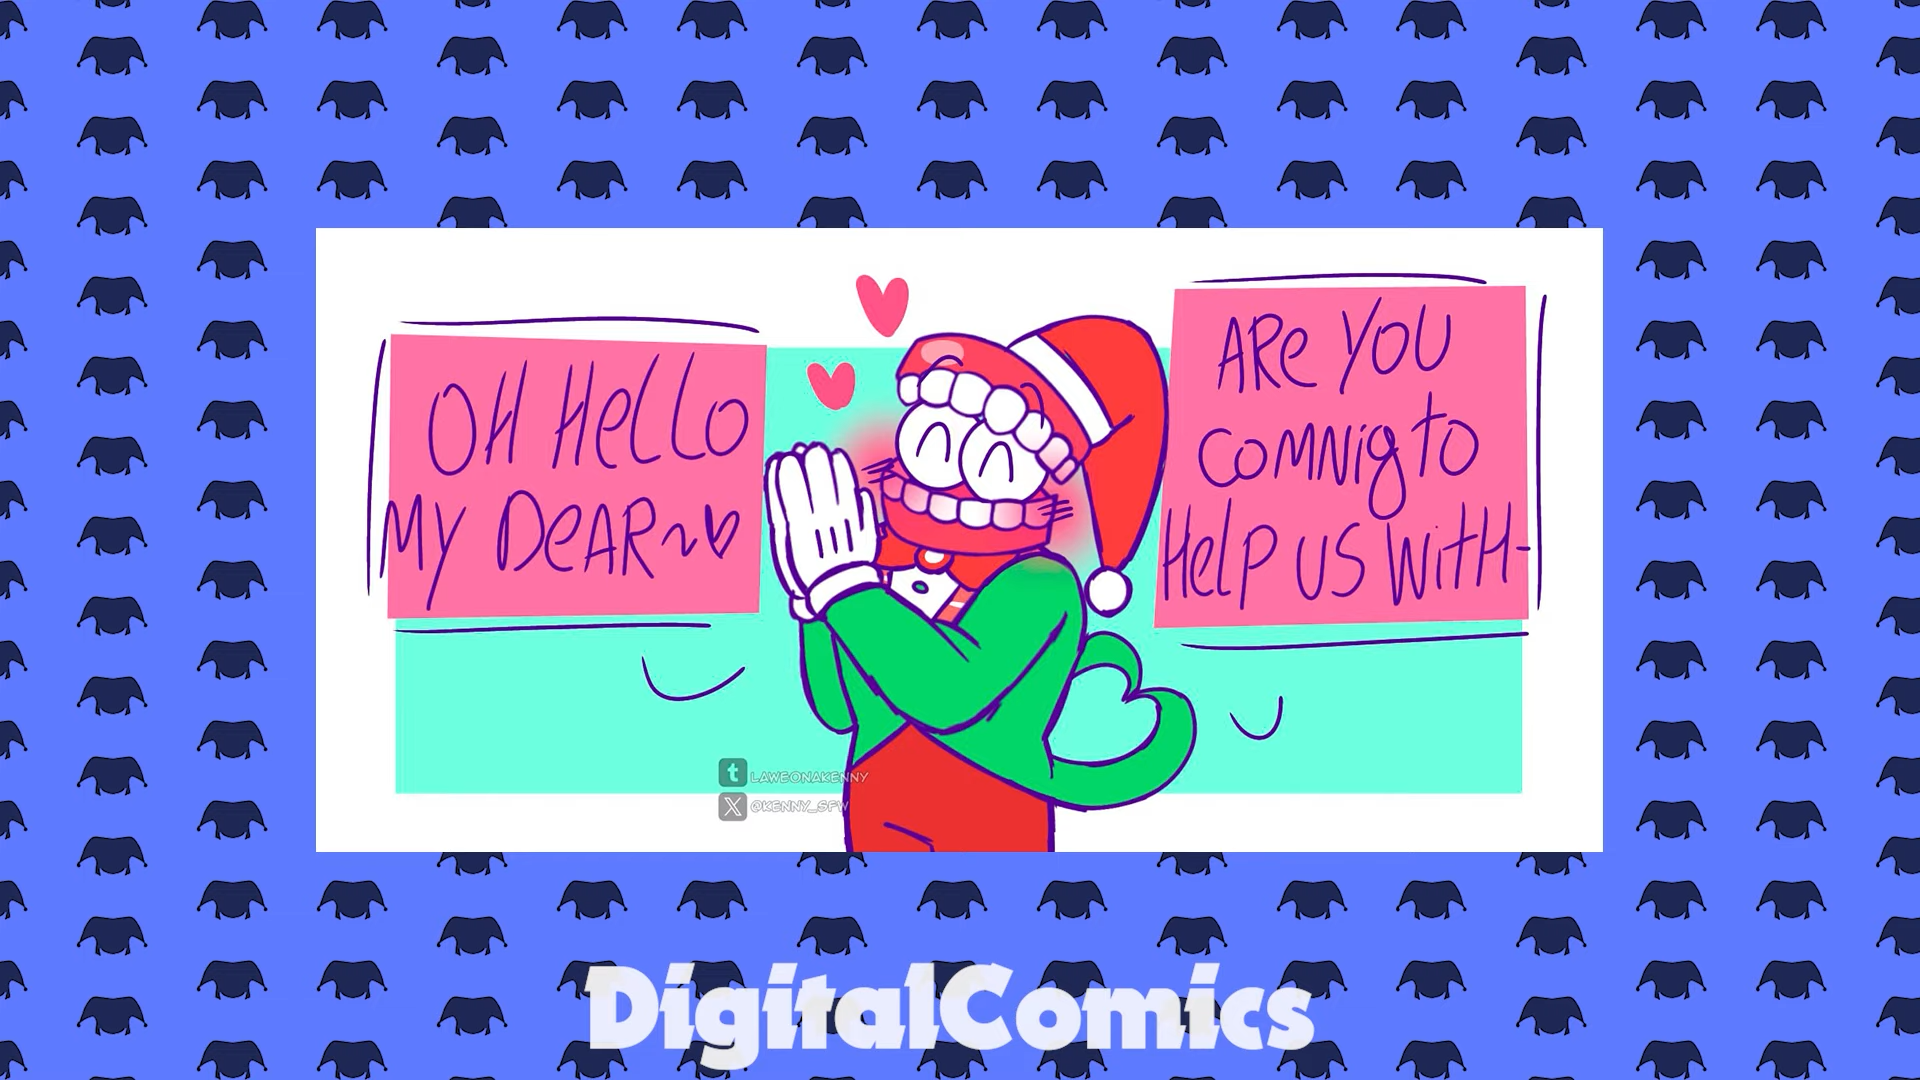 OH HELLO
MY DEAR~♥
ARE YOU
COMNIG TO
HELP US WITH-
LAWEONAKENNY
@KENNY_SFW
DigitalComics